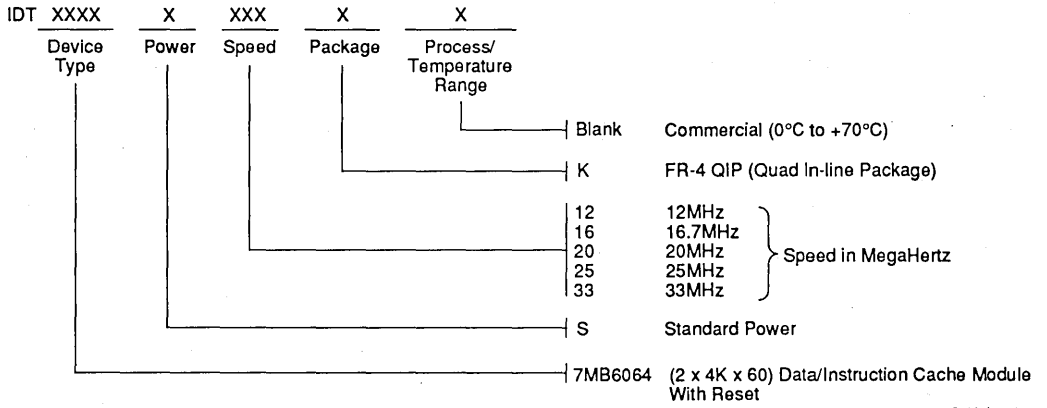 IDT XXXX X XXX X X
Device Type Power Speed Package Process/ Temperature Range
Blank Commercial (0°C to +70°C)
K FR-4 QIP (Quad In-line Package)
12 12MHz
16 16.7MHz
20 20MHz
25 25MHz
33 33MHz
Speed in MegaHertz
S Standard Power
7MB6064 (2 x 4K x 60) Data/Instruction Cache Module
With Reset